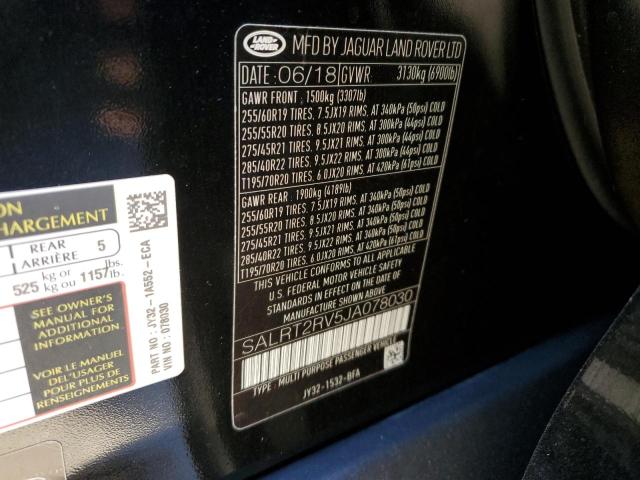 LAND ROVER
MFD BY JAGUAR LAND ROVER LTD
DATE: 06/18 GVWR 3130kg (6900lb)
GAWR FRONT : 1500kg (3307lb)
255/60R19 TIRES, 7.5JX19 RIMS, AT 340kPa (50psi) COLD
255/55R20 TIRES, 8.5JX20 RIMS, AT 300kPa (44psi) COLD
275/45R21 TIRES, 9.5JX21 RIMS, AT 300kPa (44psi) COLD
285/40R22 TIRES, 9.5JX22 RIMS, AT 300kPa (44psi) COLD
T195/70R20 TIRES, 6.0JX20 RIMS, AT 420kPa (61psi) COLD
GAWR REAR : 1900kg (4189lb)
255/60R19 TIRES, 7.5JX19 RIMS, AT 340kPa (50psi) COLD
255/55R20 TIRES, 8.5JX20 RIMS, AT 340kPa (50psi) COLD
275/45R21 TIRES, 9.5JX21 RIMS, AT 340kPa (50psi) COLD
285/40R22 TIRES, 9.5JX22 RIMS, AT 340kPa (50psi) COLD
T195/70R20 TIRES, 6.0JX20 RIMS, AT 420kPa (61psi) COLD
THIS VEHICLE CONFORMS TO ALL APPLICABLE
U.S. FEDERAL MOTOR VEHICLE SAFETY
STANDARDS IN EFFECT ON THE DATE OF
MANUFACTURE SHOWN ABOVE.
SALRT2RV5JA078030
TYPE : MULTI PURPOSE PASSENGER VEHICLE
JY32-1532-BFA
ION
CHARGEMENT
REAR
ARRIÈRE 5
525 kg or
kg ou 1157 lbs.
lb.
SEE OWNER'S
MANUAL FOR
ADDITIONAL
INFORMATION
VOIR LE MANUEL
DE L'USAGER
POUR PLUS DE
RENSEIGNEMENTS
PART NO: JY32-1A552-ECA
VIN NO: 078030